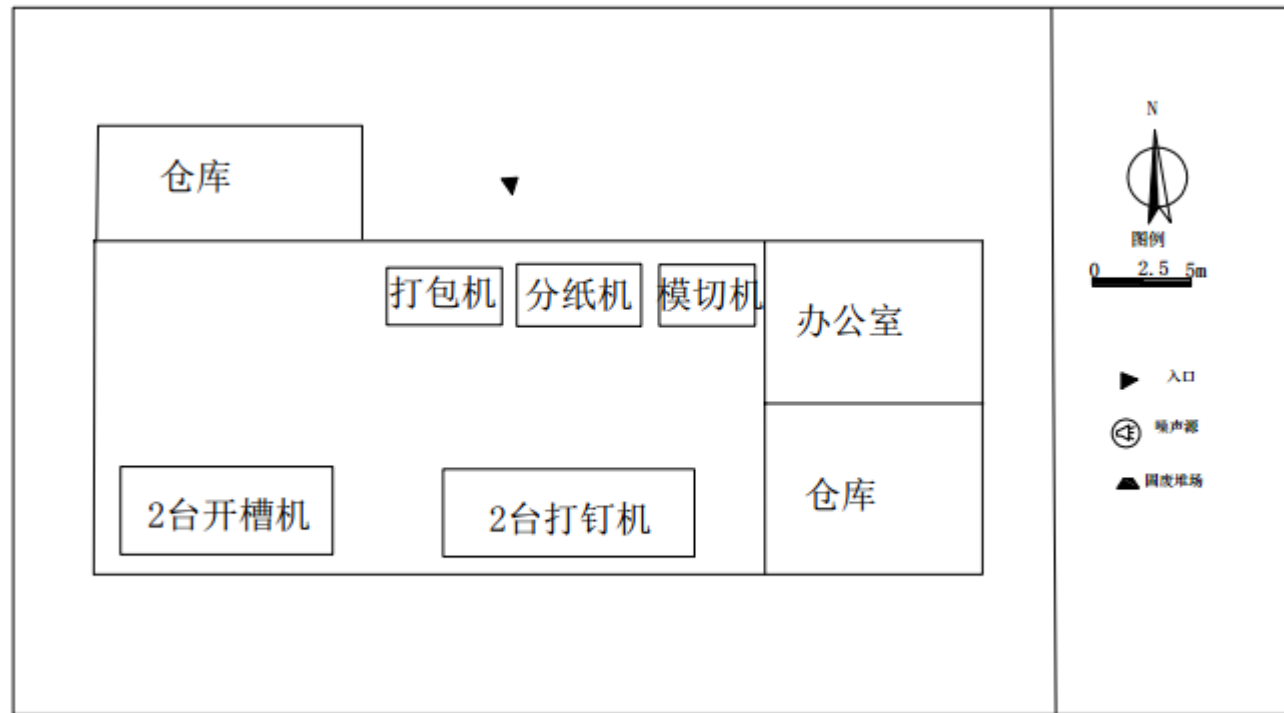 仓库
打包机
分纸机
模切机
办公室
2台开槽机
2台打钉机
仓库
N
图例
0 2.5 5m
入口
噪声源
固废堆场